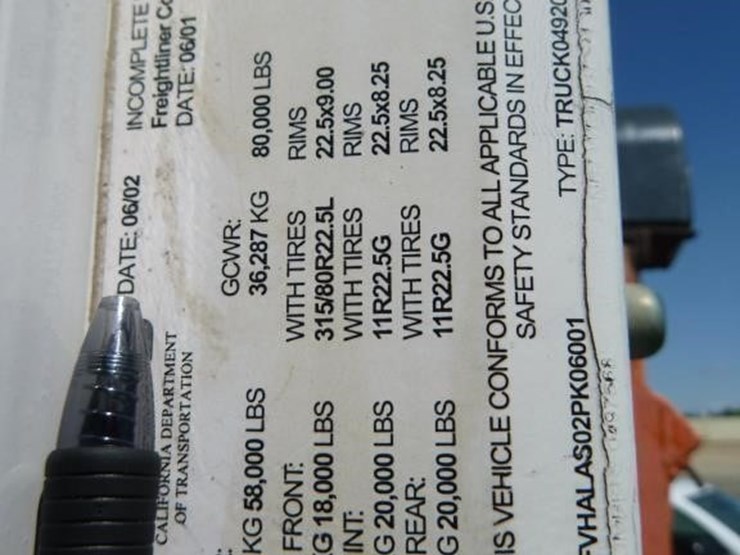 DATE: 06/02 INCOMPLETE
Freightliner Co
CALIFORNIA DEPARTMENT DATE: 06/01
OF TRANSPORTATION
GCWR:
KG 58,000 LBS 36,287 KG 80,000 LBS
FRONT: WITH TIRES RIMS
G 18,000 LBS 315/80R22.5L 22.5x9.00
INT: WITH TIRES RIMS
G 20,000 LBS 11R22.5G 22.5x8.25
REAR: WITH TIRES RIMS
G 20,000 LBS 11R22.5G 22.5x8.25
IS VEHICLE CONFORMS TO ALL APPLICABLE U.S
SAFETY STANDARDS IN EFFEC
FVHALAS02PK06001 TYPE: TRUCK0492